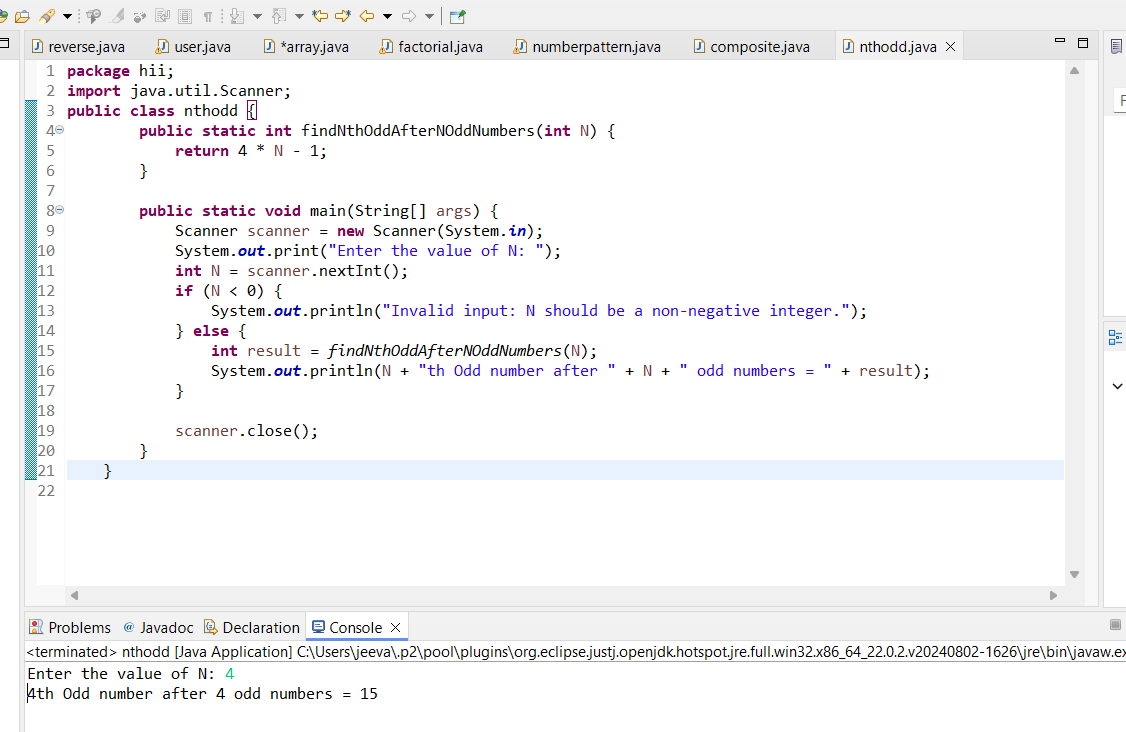 reverse.java user.java *array.java factorial.java numberpattern.java composite.java nthodd.java
1 package hii;
2 import java.util.Scanner;
3 public class nthodd {
4 public static int findNthOddAfterNOddNumbers(int N) {
5 return 4 * N - 1;
6 }
7
8 public static void main(String[] args) {
9 Scanner scanner = new Scanner(System.in);
10 System.out.print("Enter the value of N: ");
11 int N = scanner.nextInt();
12 if (N < 0) {
13 System.out.println("Invalid input: N should be a non-negative integer.");
14 } else {
15 int result = findNthOddAfterNOddNumbers(N);
16 System.out.println(N + "th Odd number after " + N + " odd numbers = " + result);
17 }
18
19 scanner.close();
20 }
21 }
22
Problems @ Javadoc Declaration Console
<terminated> nthodd [Java Application] C:\Users\jeeva\.p2\pool\plugins\org.eclipse.justj.openjdk.hotspot.jre.full.win32.x86_64_22.0.2.v20240802-1626\jre\bin\javaw.ex
Enter the value of N: 4
4th Odd number after 4 odd numbers = 15